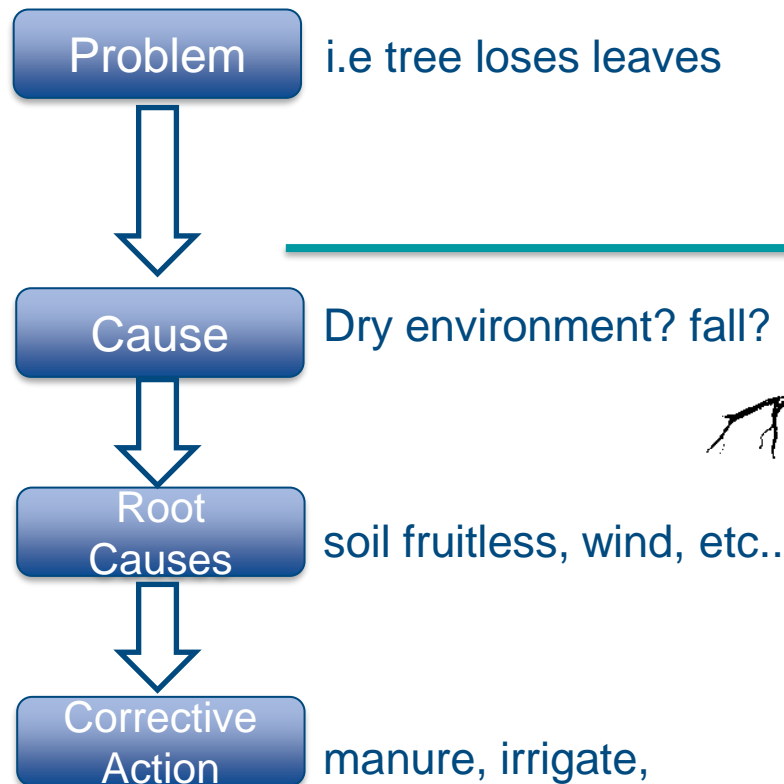 Problem i.e tree loses leaves
Cause Dry environment? fall?
Root
Causes
soil fruitless, wind, etc..
Corrective
Action
manure, irrigate,